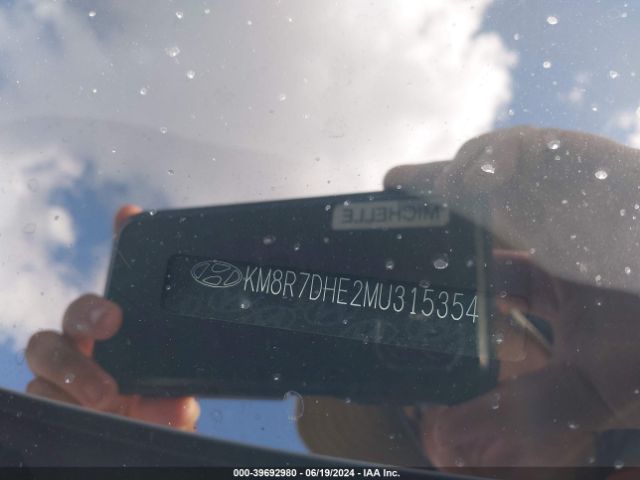 MICHELLE
KM8R7DHE2MU315354
000-39692980 - 06/19/2024 - IAA Inc.